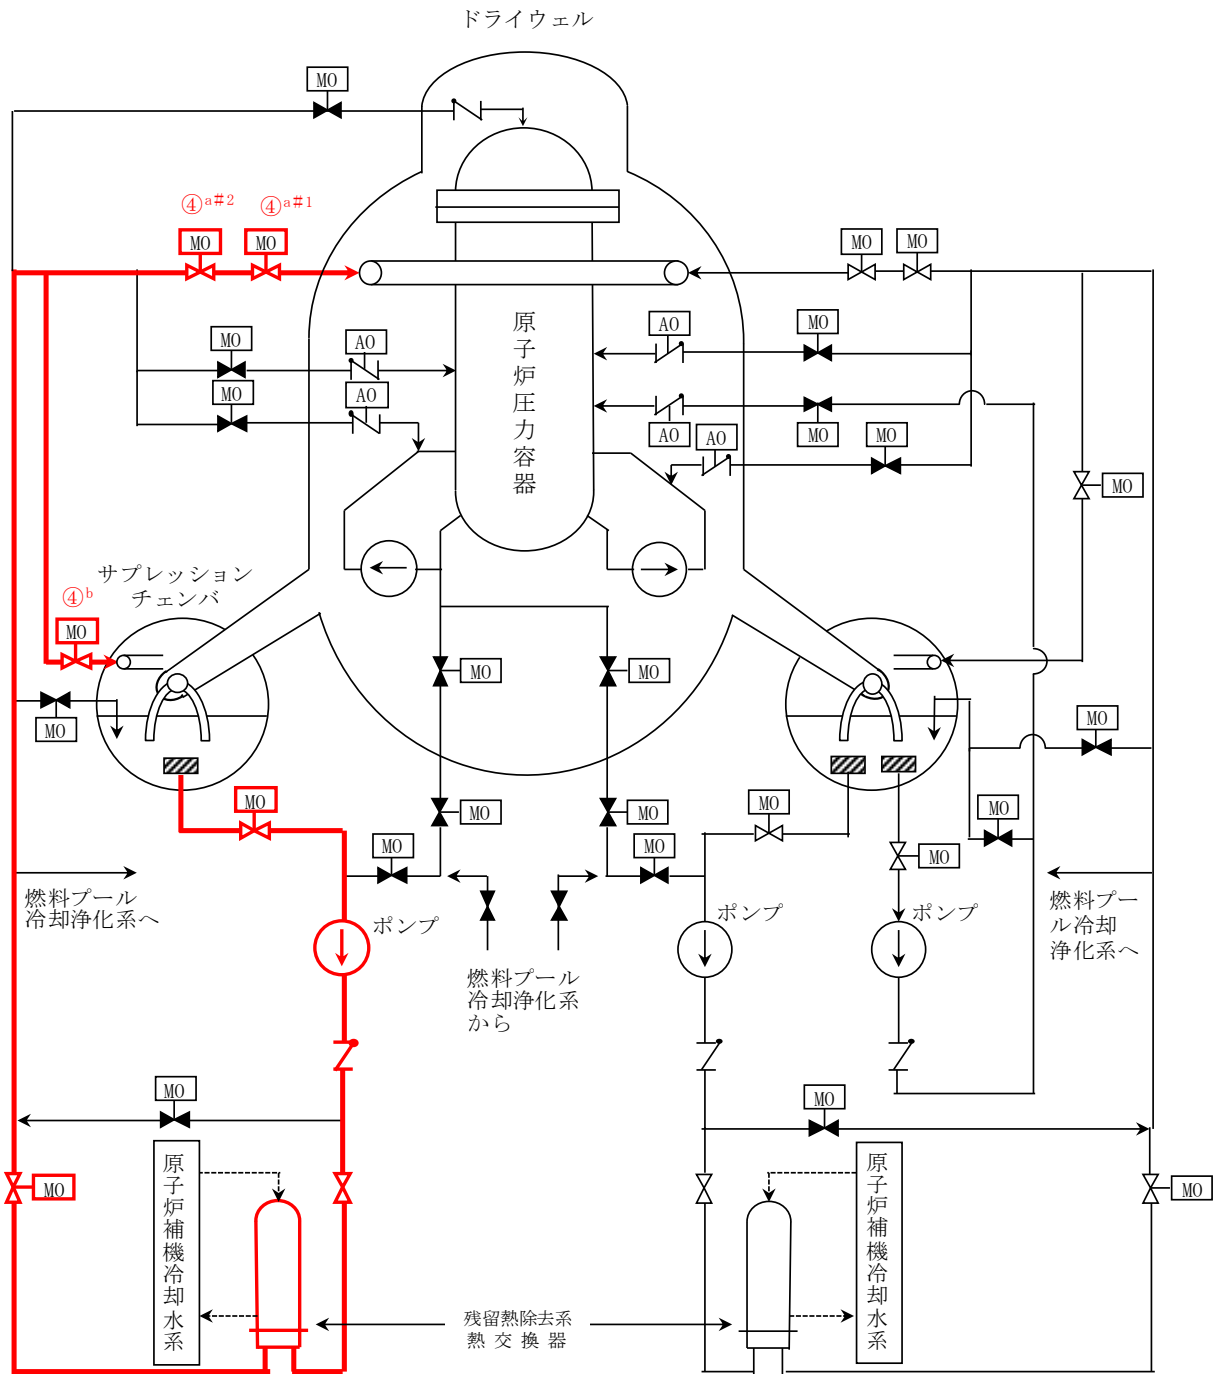 ドライウェル
MO
④a#2
④a#1
MO
MO
MO
MO
原子炉圧力容器
MO
AO
MO
AO
AO
MO
AO
MO
AO
MO
MO
サプレッション
チェンバ
④b
MO
MO
MO
MO
MO
MO
MO
MO
MO
MO
MO
MO
MO
MO
燃料プール
冷却浄化系へ
ポンプ
燃料プール
冷却浄化系
から
ポンプ
ポンプ
燃料プー
ル冷却
浄化系へ
MO
MO
MO
MO
原子炉補機冷却水系
原子炉補機冷却水系
残留熱除去系
熱交換器